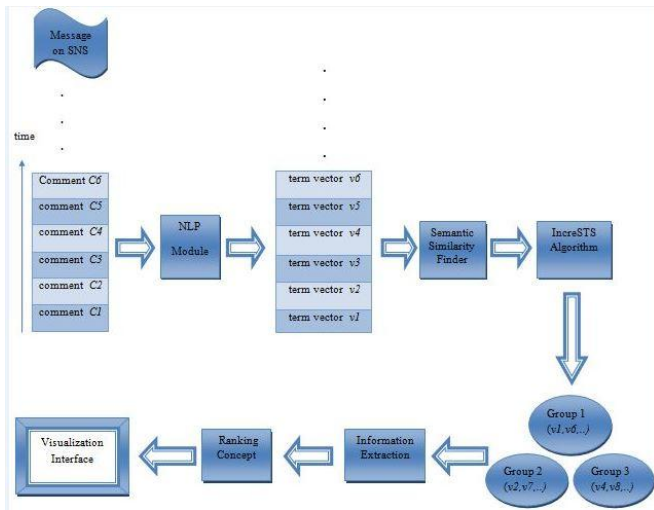 Message
on SNS
time
Comment C6
comment C5
comment C4
comment C3
comment C2
comment C1
NLP
Module
term vector v6
term vector v5
term vector v4
term vector v3
term vector v2
term vector v1
Semantic
Similarity
Finder
IncreSTS
Algorithm
Group 1
(v1,v6,..)
Group 2
(v2,v7,..)
Group 3
(v4,v8,..)
Information
Extraction
Ranking
Concept
Visualization
Interface